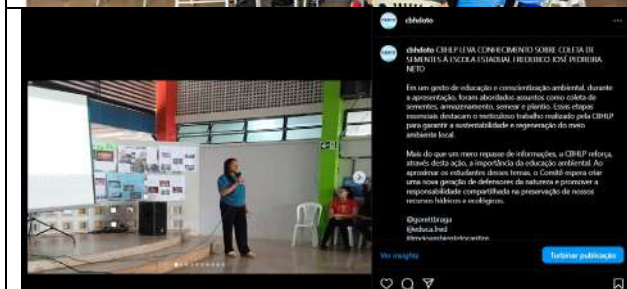 cbhdoto
cbhdoto CBHLP LEVA CONHECIMENTO SOBRE COLETA DE
SEMENTES À ESCOLA ESTADUAL FREDERICO JOSÉ PEDREIRA
NETO
Em um gesto de educação e conscientização ambiental, durante
a apresentação, foram abordados assuntos como coleta de
sementes, armazenamento, semear e plantio. Essas etapas
essenciais destacam o meticuloso trabalho realizado pela CBHLP
para garantir a sustentabilidade e regeneração do meio
ambiente local.
Mais do que um mero repasse de informações, a CBHLP reforça,
através desta ação, a importância da educação ambiental. Ao
aproximar os estudantes desses temas, o Comitê espera criar
uma nova geração de defensores da natureza e promover a
responsabilidade compartilhada na preservação de nossos
recursos hídricos e ecológicos.
@gorettbraga
@educa.fred
Ver insights
Turbinar publicação